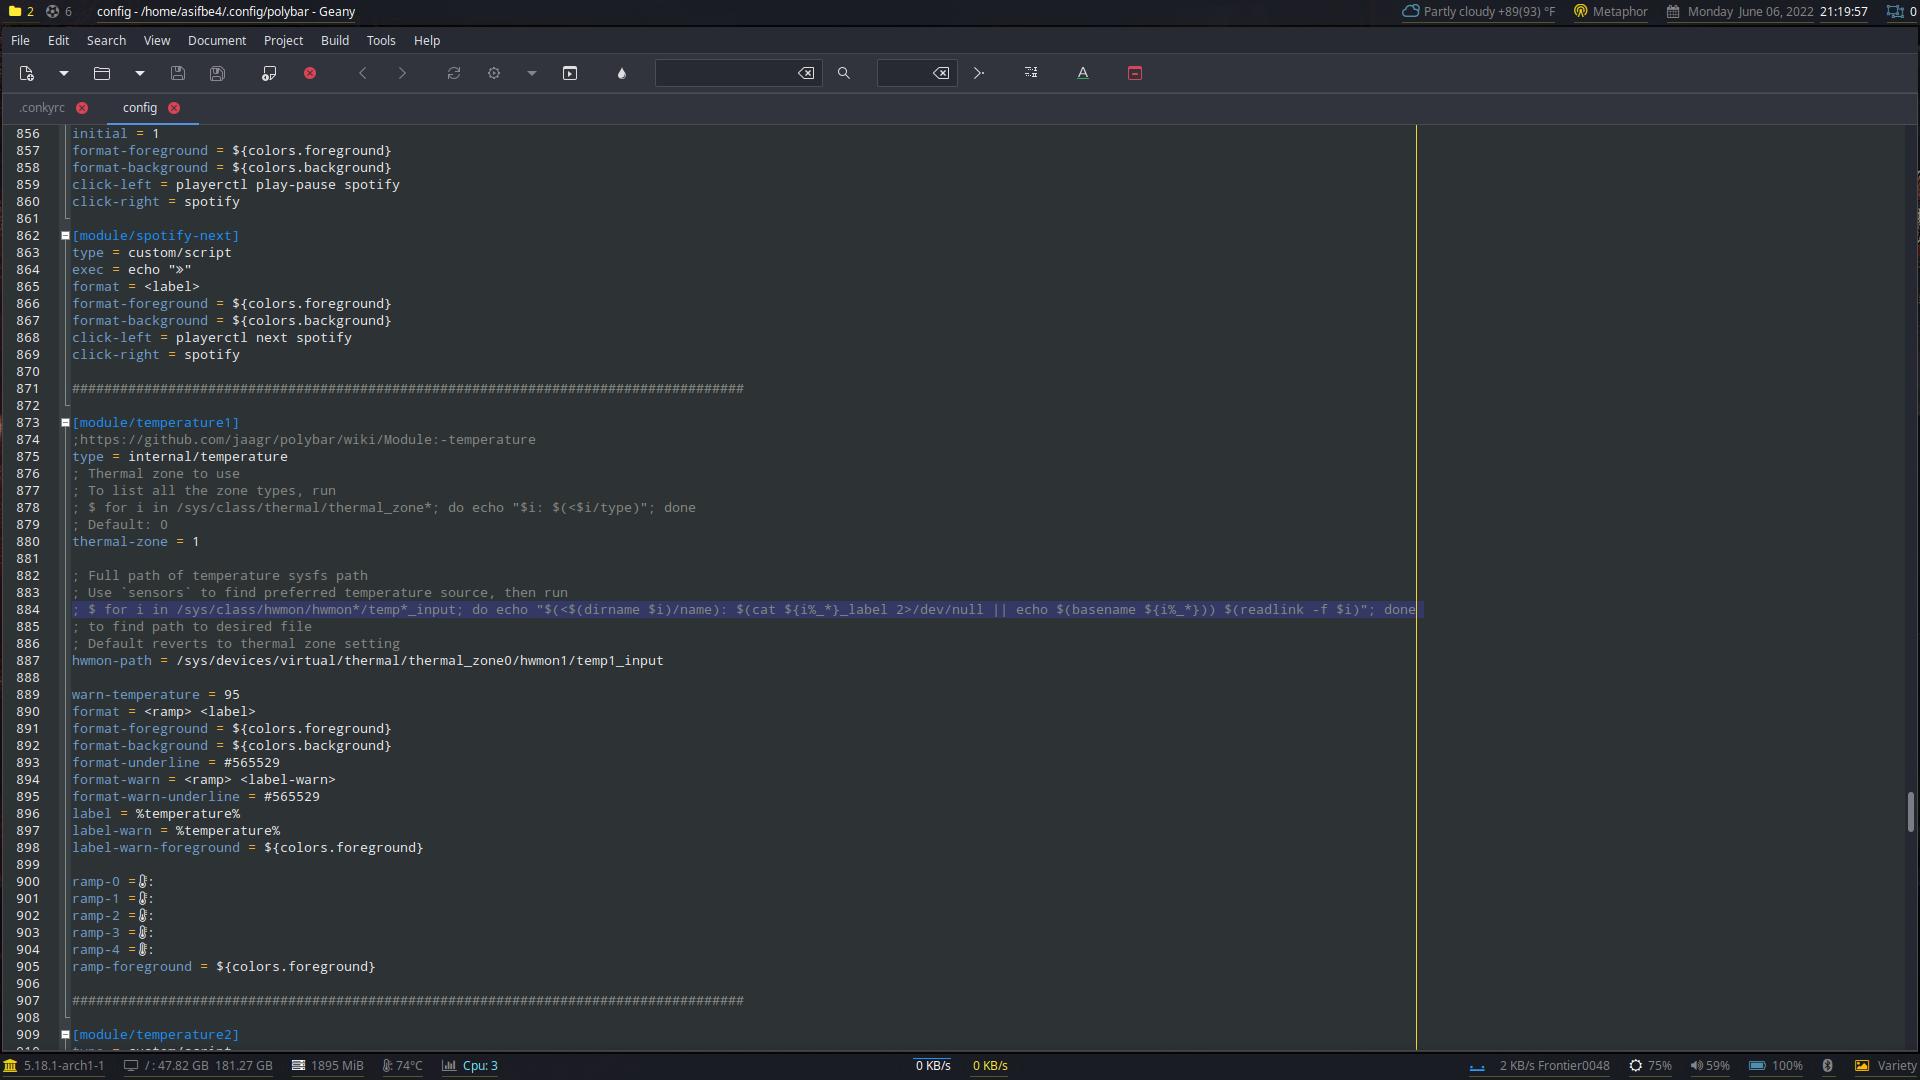 2 6 config - /home/asifbe4/.config/polybar - Geany Partly cloudy +89(93) °F Metaphor Monday June 06, 2022 21:19:57 0
File Edit Search View Document Project Build Tools Help
.conkyrc config
856 initial = 1
857 format-foreground = ${colors.foreground}
858 format-background = ${colors.background}
859 click-left = playerctl play-pause spotify
860 click-right = spotify
861
862 [module/spotify-next]
863 type = custom/script
864 exec = echo "»"
865 format = <label>
866 format-foreground = ${colors.foreground}
867 format-background = ${colors.background}
868 click-left = playerctl next spotify
869 click-right = spotify
870
871 ####################################################################################
872
873 [module/temperature1]
874 ;https://github.com/jaagr/polybar/wiki/Module:-temperature
875 type = internal/temperature
876 ; Thermal zone to use
877 ; To list all the zone types, run
878 ; $ for i in /sys/class/thermal/thermal_zone*; do echo "$i: $(<$i/type)"; done
879 ; Default: 0
880 thermal-zone = 1
881
882 ; Full path of temperature sysfs path
883 ; Use `sensors` to find preferred temperature source, then run
884 ; $ for i in /sys/class/hwmon/hwmon*/temp*_input; do echo "$(<$(dirname $i)/name): $(cat ${i%_*}_label 2>/dev/null || echo $(basename ${i%_*})) $(readlink -f $i)"; done
885 ; to find path to desired file
886 ; Default reverts to thermal zone setting
887 hwmon-path = /sys/devices/virtual/thermal/thermal_zone0/hwmon1/temp1_input
888
889 warn-temperature = 95
890 format = <ramp> <label>
891 format-foreground = ${colors.foreground}
892 format-background = ${colors.background}
893 format-underline = #565529
894 format-warn = <ramp> <label-warn>
895 format-warn-underline = #565529
896 label = %temperature%
897 label-warn = %temperature%
898 label-warn-foreground = ${colors.foreground}
899
900 ramp-0 =🌡:
901 ramp-1 =🌡:
902 ramp-2 =🌡:
903 ramp-3 =🌡:
904 ramp-4 =🌡:
905 ramp-foreground = ${colors.foreground}
906
907 ####################################################################################
908
909 [module/temperature2]
5.18.1-arch1-1 /: 47.82 GB 181.27 GB 1895 MiB 🌡: 74°C Cpu: 3 0 KB/s 0 KB/s 2 KB/s Frontier0048 75% 59% 100% Variety